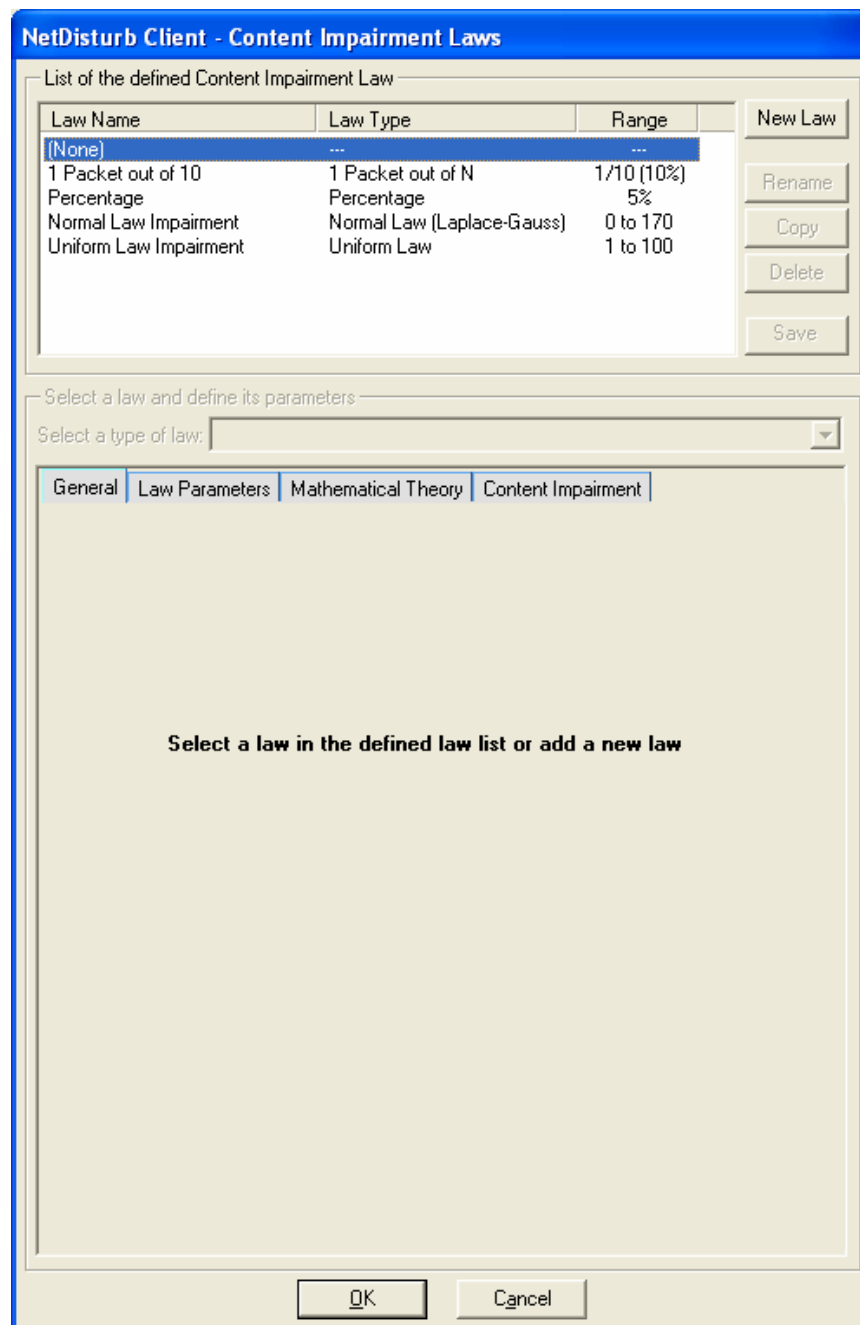 NetDisturb Client - Content Impairment Laws
List of the defined Content Impairment Law
Law Name Law Type Range
(None) --- ---
1 Packet out of 10 1 Packet out of N 1/10 (10%)
Percentage Percentage 5%
Normal Law Impairment Normal Law (Laplace-Gauss) 0 to 170
Uniform Law Impairment Uniform Law 1 to 100
New Law
Rename
Copy
Delete
Save
Select a law and define its parameters
Select a type of law:
General Law Parameters Mathematical Theory Content Impairment
Select a law in the defined law list or add a new law
OK Cancel